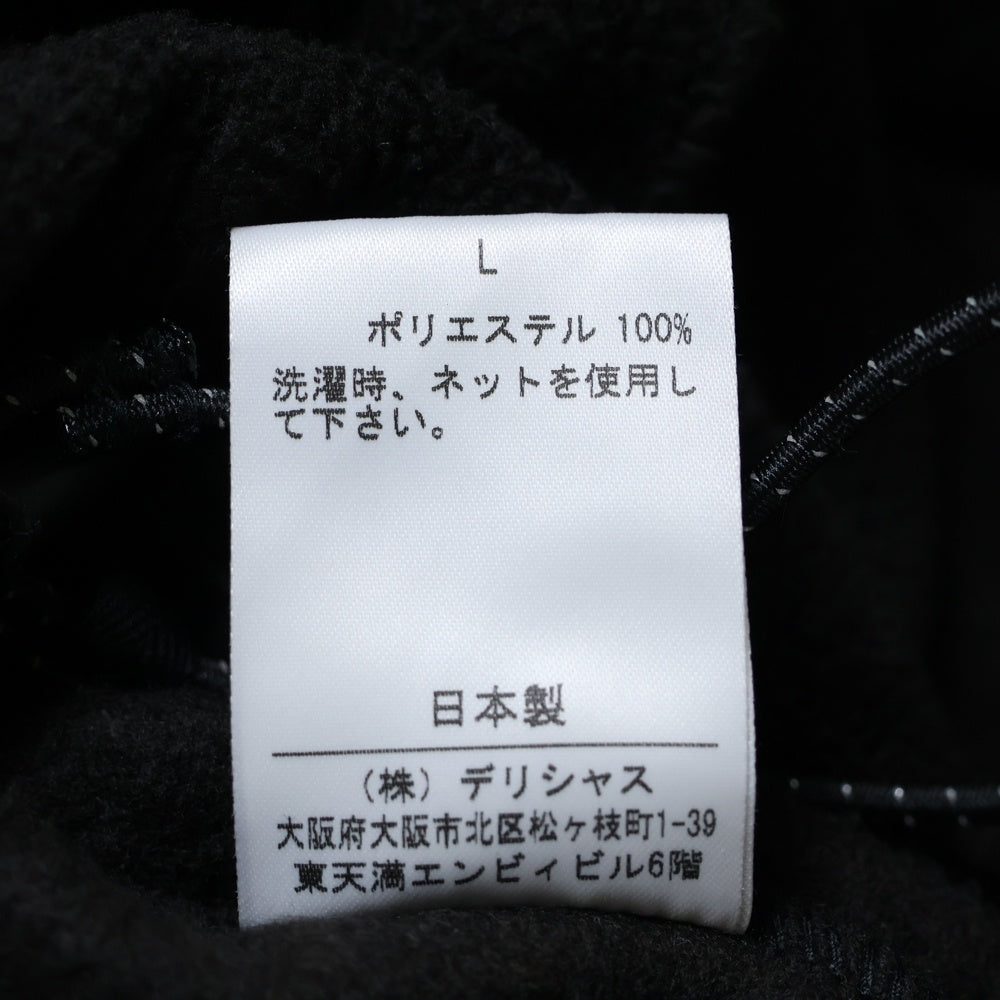 L
ポリエステル 100%
洗濯時、ネットを使用し
て下さい。
日本製
（株）デリシャス
大阪府大阪市北区松ヶ枝町1-39
東天満エンビィビル6階